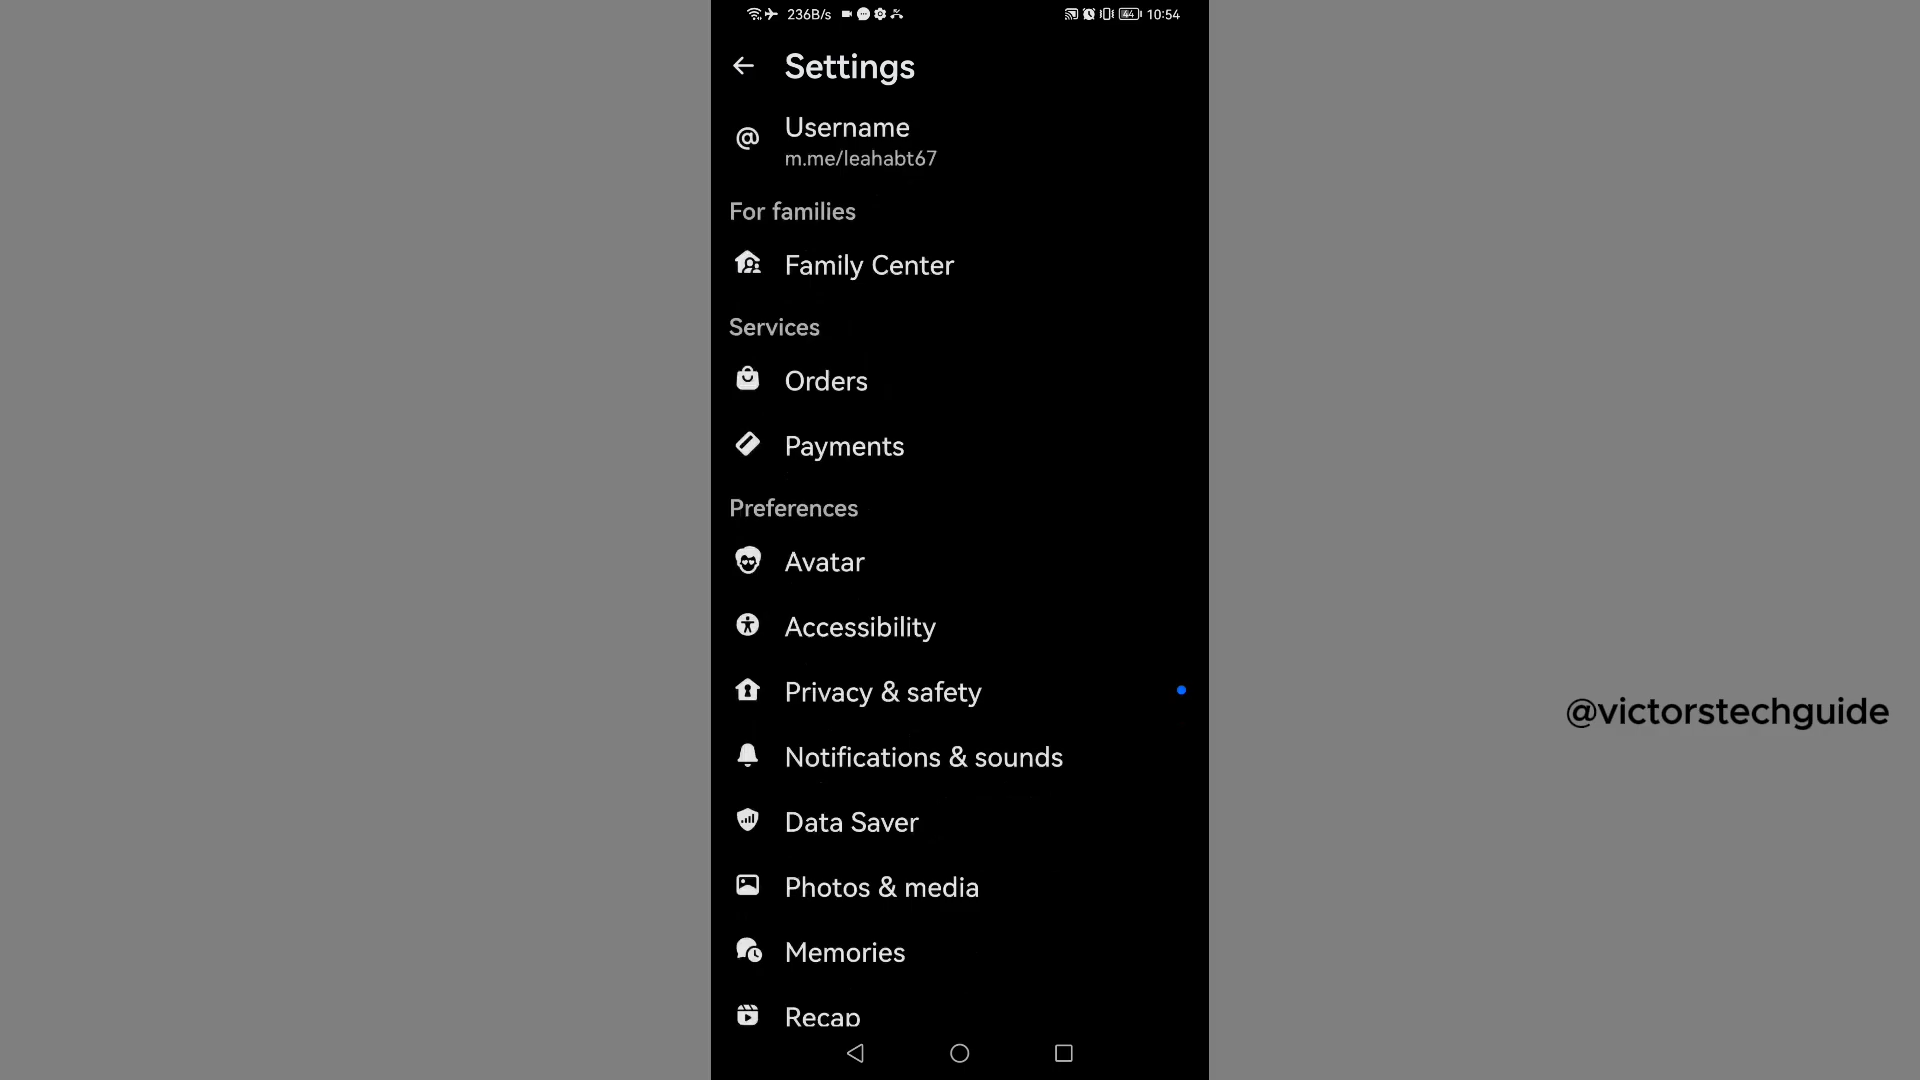 236B/s
44
10:54
Settings
Username
m.me/leahabt67
For families
Family Center
Services
Orders
Payments
Preferences
Avatar
Accessibility
Privacy & safety
Notifications & sounds
Data Saver
Photos & media
Memories
Recap
@victorstechguide